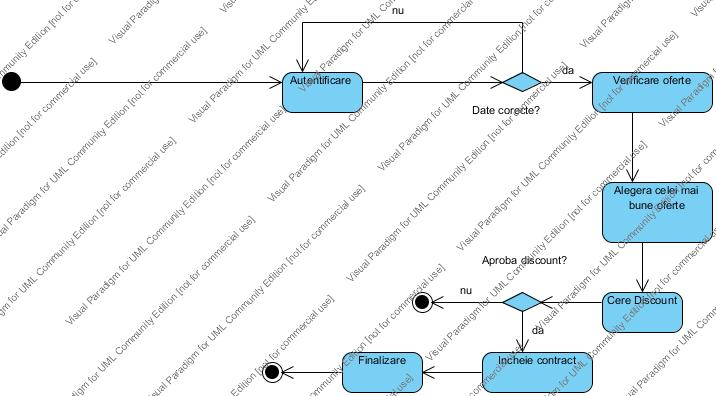 nu
Autentificare
da
Verificare oferte
Date corecte?
Alegera celei mai
bune oferte
Aproba discount?
nu
Cere Discount
da
Finalizare
Incheie contract
Visual Paradigm for UML Community Edition [not for commercial use]